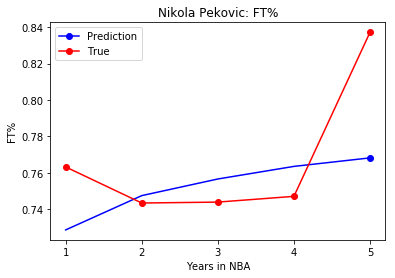 Nikola Pekovic: FT%
Prediction
True
0.84
0.82
0.80
0.78
0.76
0.74
FT%
1 2 3 4 5
Years in NBA